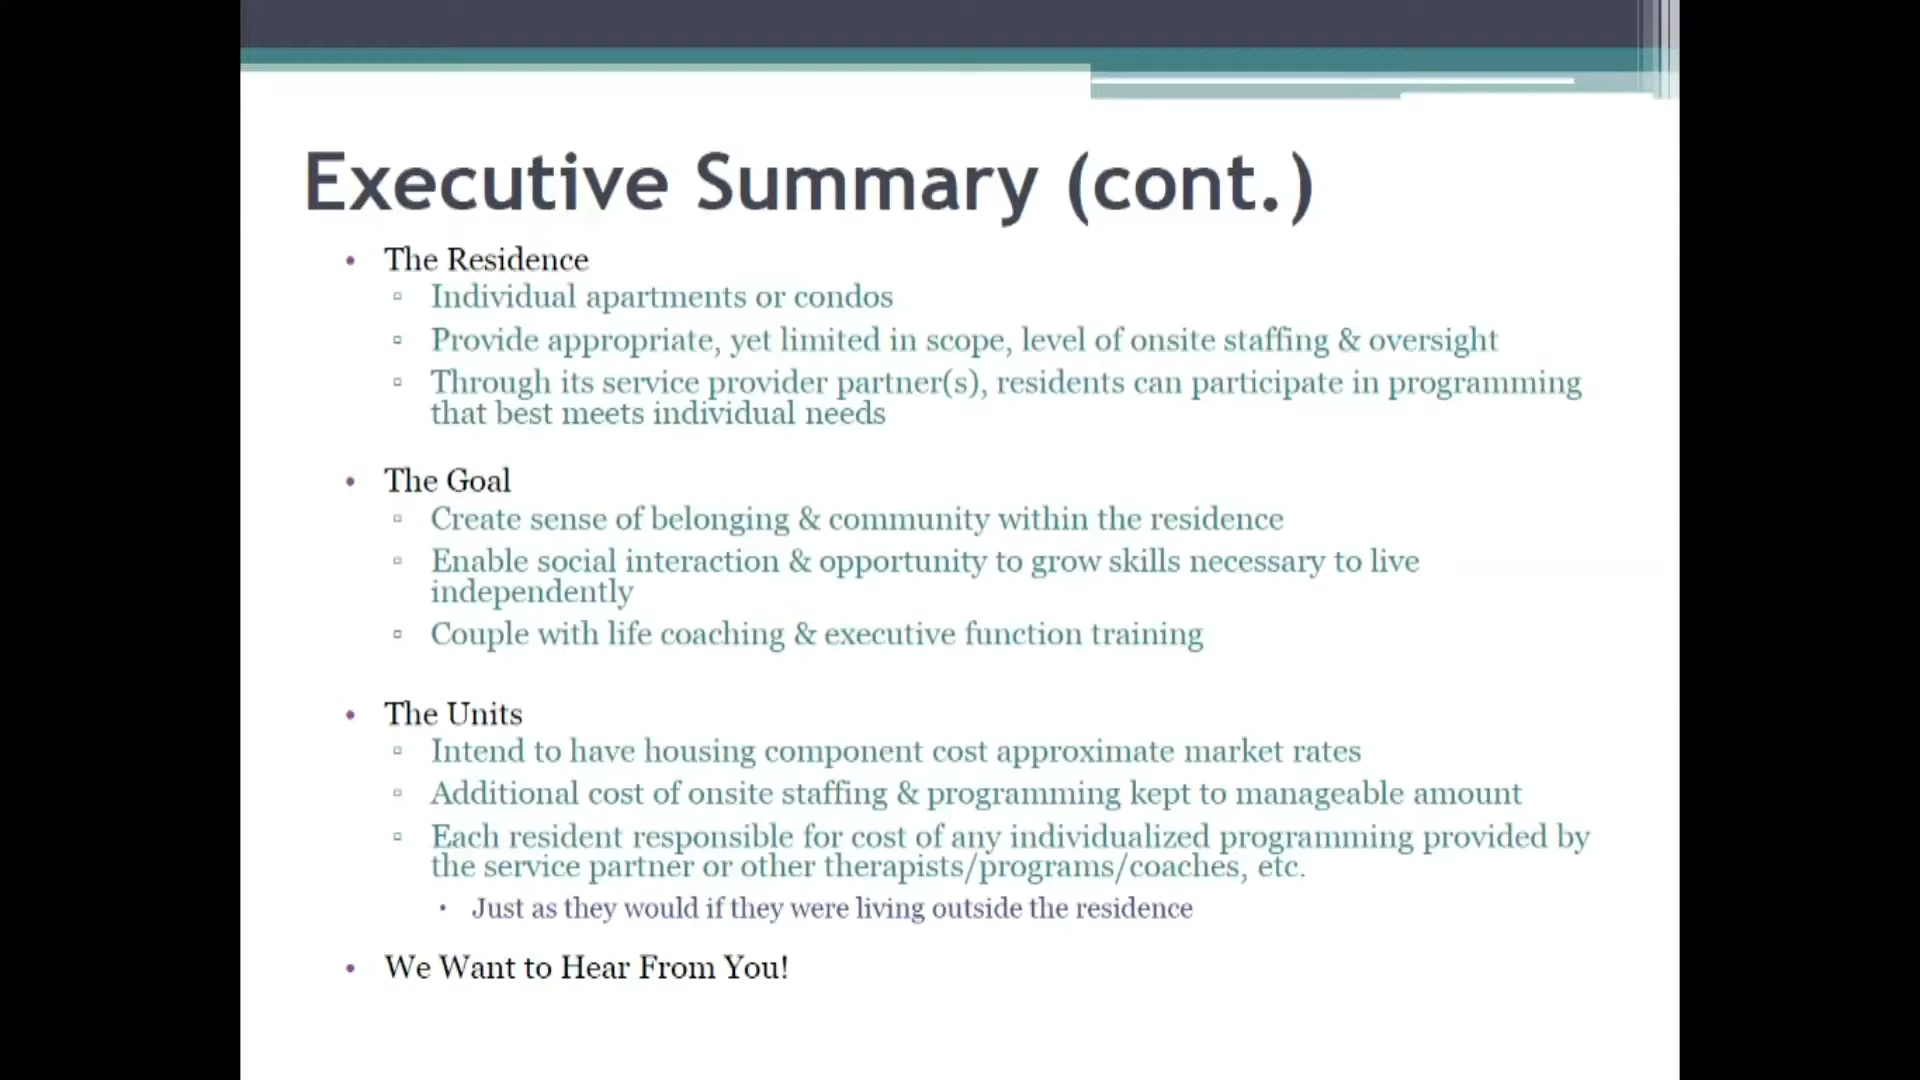 Executive Summary (cont.)
• The Residence
▫ Individual apartments or condos
▫ Provide appropriate, yet limited in scope, level of onsite staffing & oversight
▫ Through its service provider partner(s), residents can participate in programming
that best meets individual needs
• The Goal
▫ Create sense of belonging & community within the residence
▫ Enable social interaction & opportunity to grow skills necessary to live
independently
▫ Couple with life coaching & executive function training
• The Units
▫ Intend to have housing component cost approximate market rates
▫ Additional cost of onsite staffing & programming kept to manageable amount
▫ Each resident responsible for cost of any individualized programming provided by
the service partner or other therapists/programs/coaches, etc.
• Just as they would if they were living outside the residence
• We Want to Hear From You!